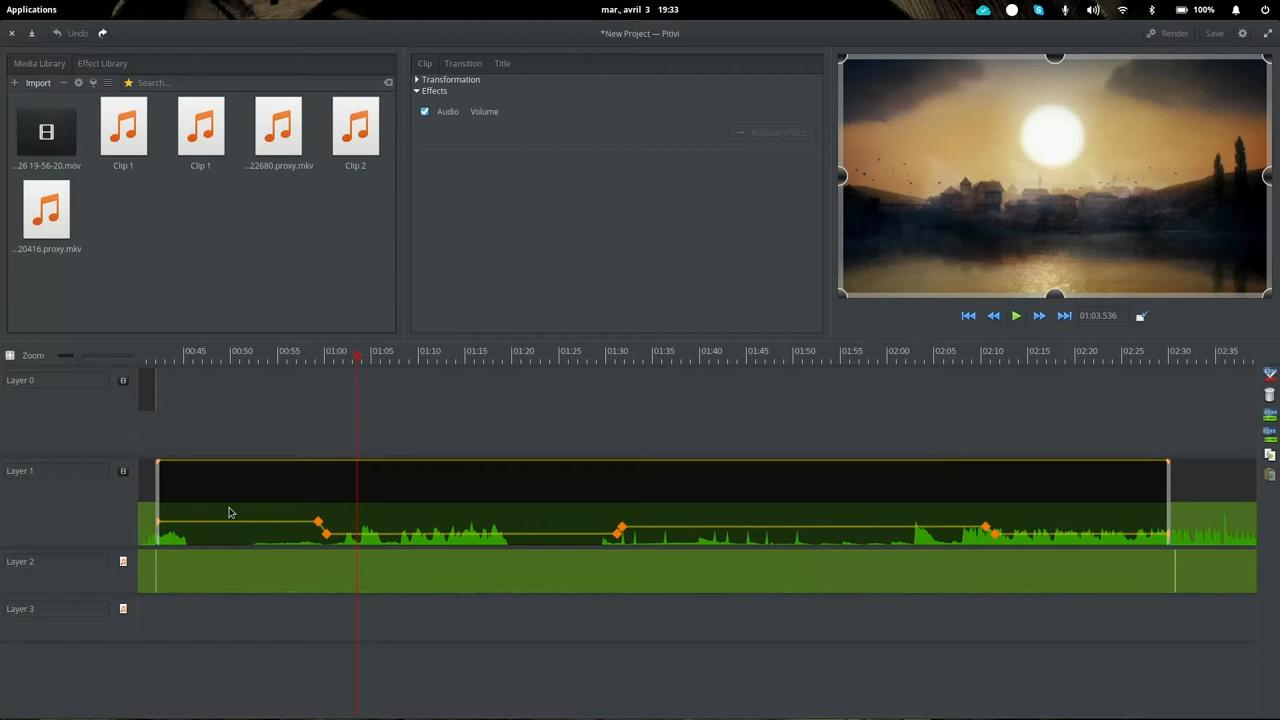 Applications
mar., avril 3 19:33
100%
Undo
*New Project — Pitivi
Render
Save
Media Library
Effect Library
Import
Search...
...26 19-56-20.mov
Clip 1
Clip 1
...22680.proxy.mkv
Clip 2
...20416.proxy.mkv
Clip
Transition
Title
Transformation
Effects
Audio
Volume
Remove effect
01:03.536
Zoom
00:45
00:50
00:55
01:00
01:05
01:10
01:15
01:20
01:25
01:30
01:35
01:40
01:45
01:50
01:55
02:00
02:05
02:10
02:15
02:20
02:25
02:30
02:35
Layer 0
Layer 1
Layer 2
Layer 3